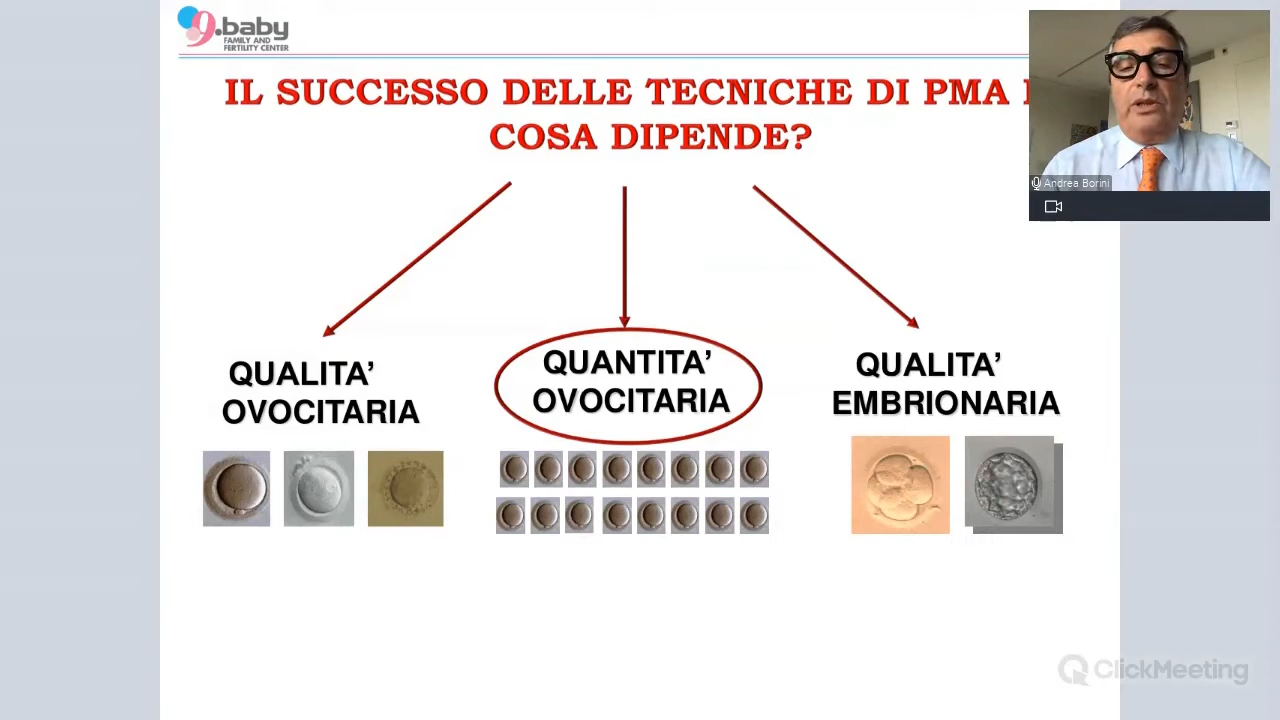 9.baby
FAMILY AND
FERTILITY CENTER
IL SUCCESSO DELLE TECNICHE DI PMA
COSA DIPENDE?
QUALITA’
OVOCITARIA
QUANTITA’
OVOCITARIA
QUALITA’
EMBRIONARIA
Andrea Borini
ClickMeeting